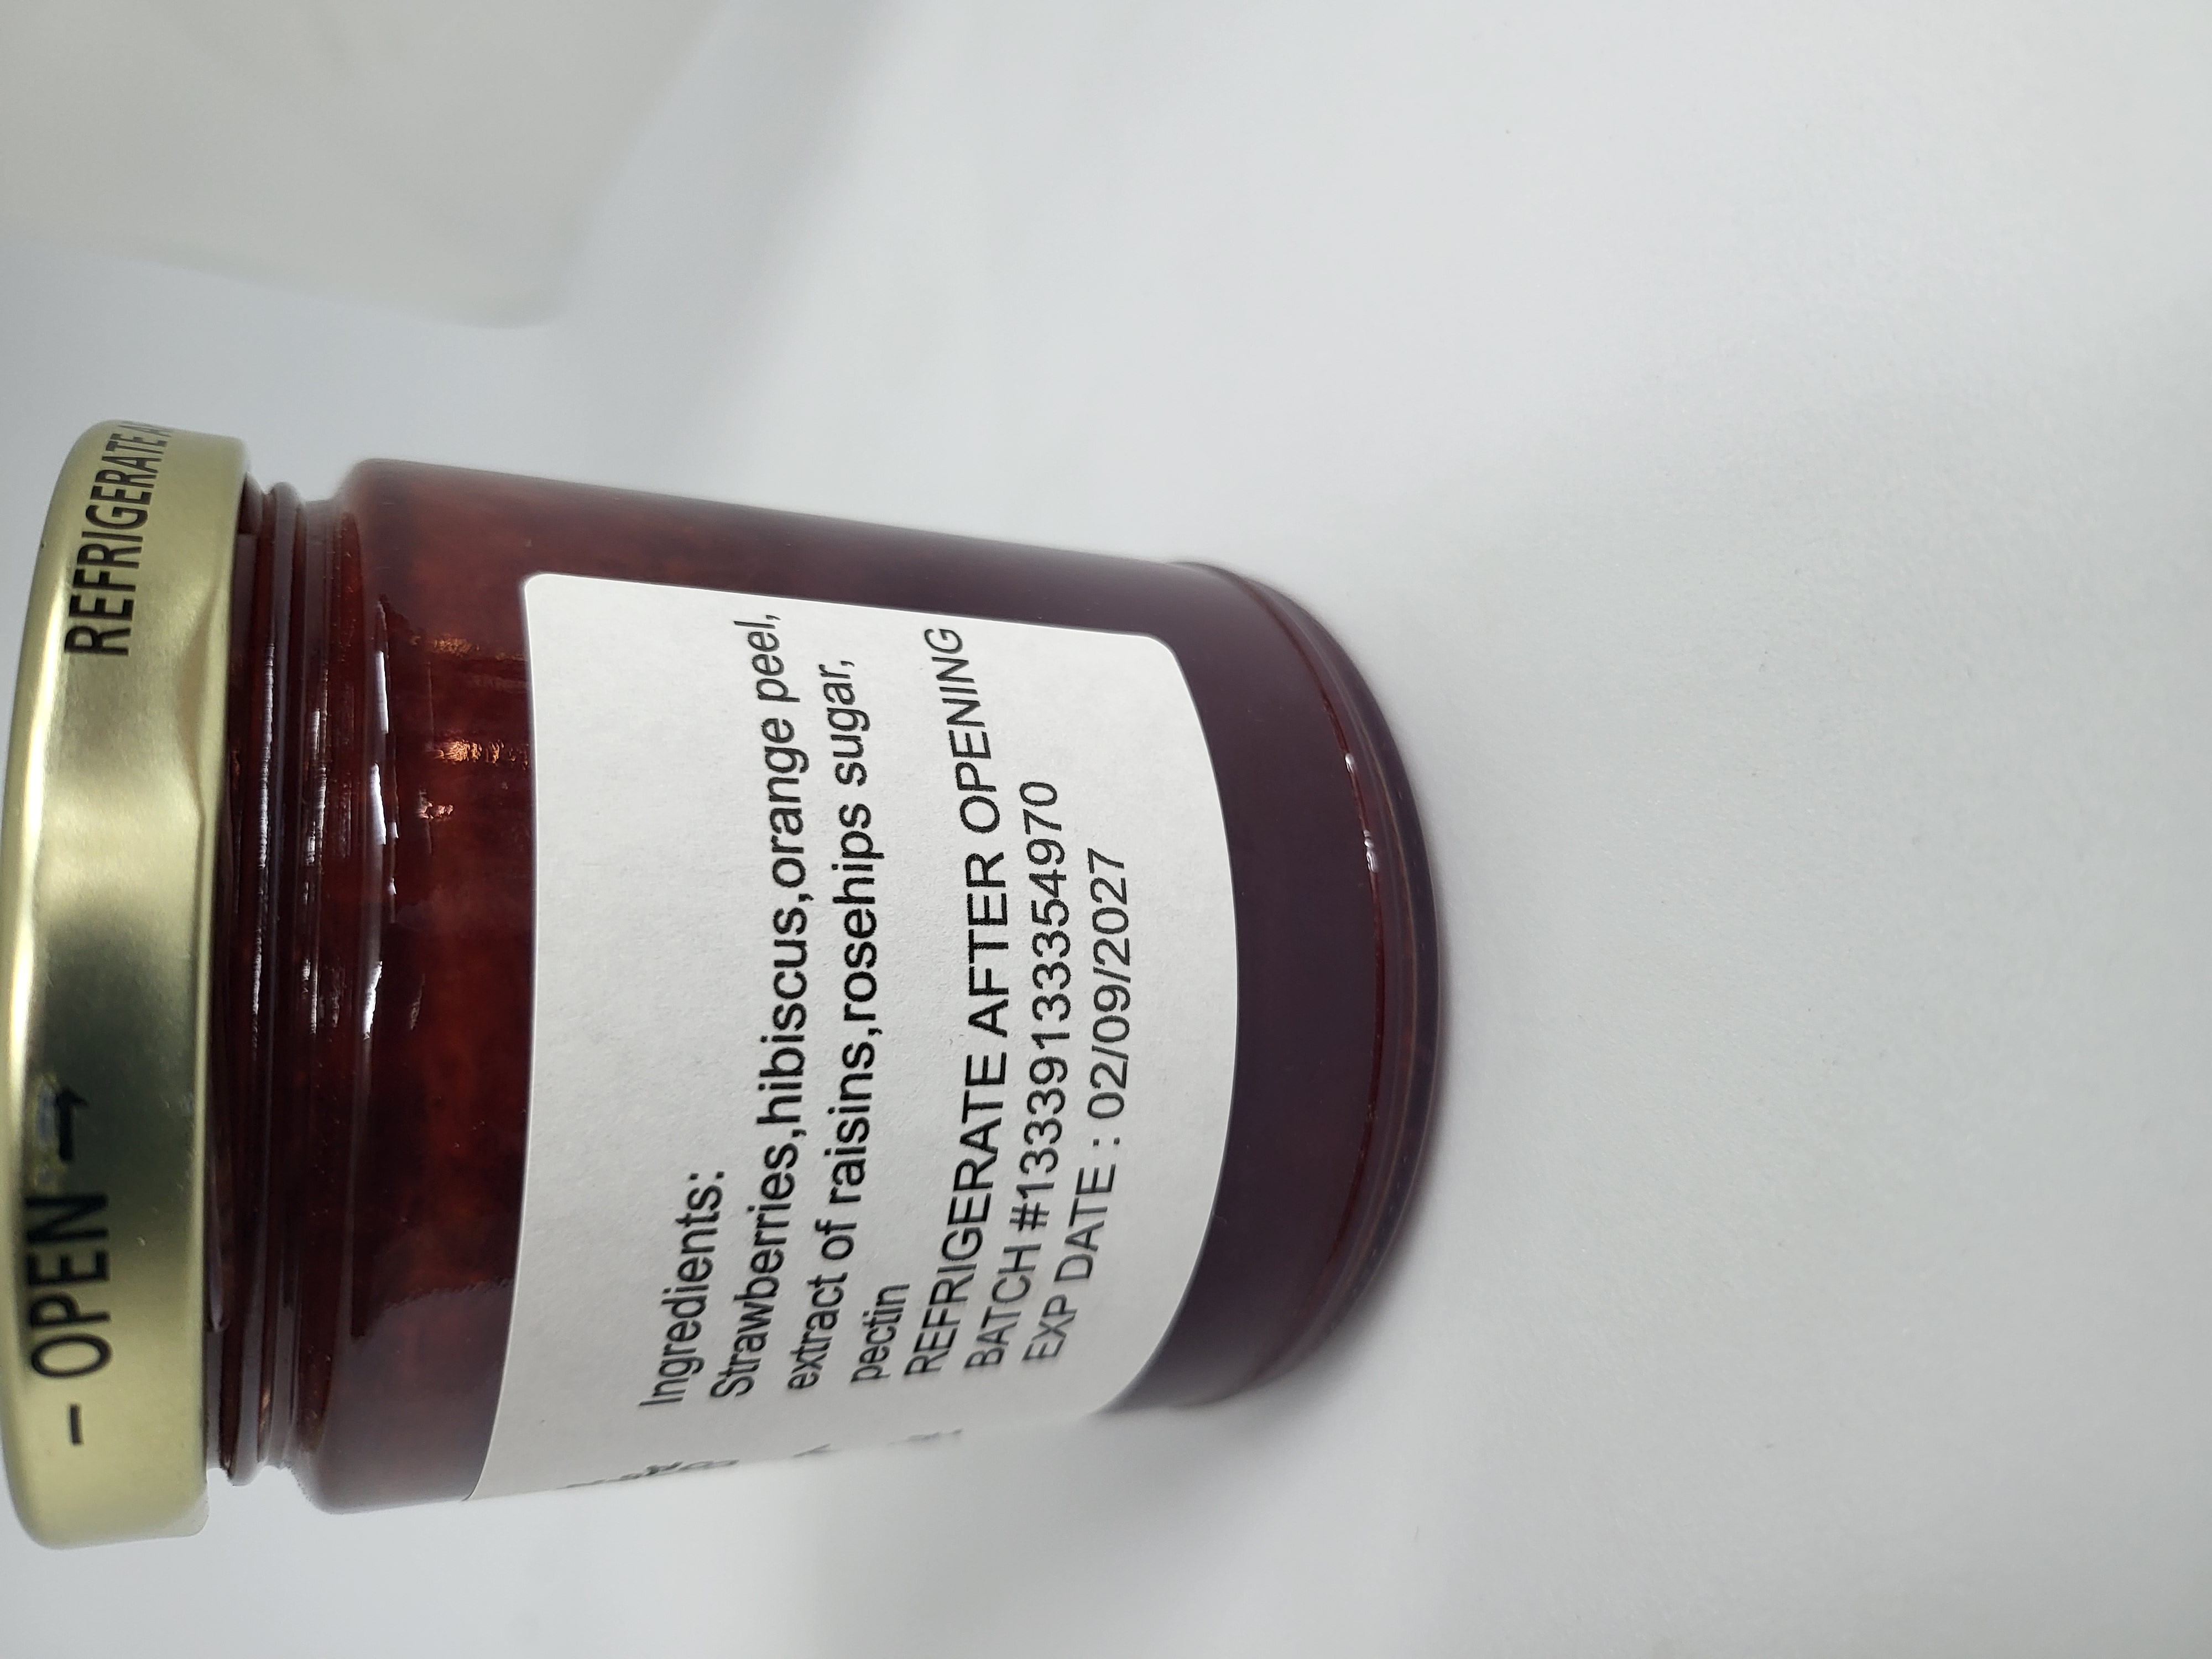 REFRIGERATE
- OPEN →
Ingredients:
Strawberries,hibiscus,orange peel,
extract of raisins,rosehips sugar,
pectin
REFRIGERATE AFTER OPENING
BATCH #13339133354970
EXP DATE : 02/09/2027